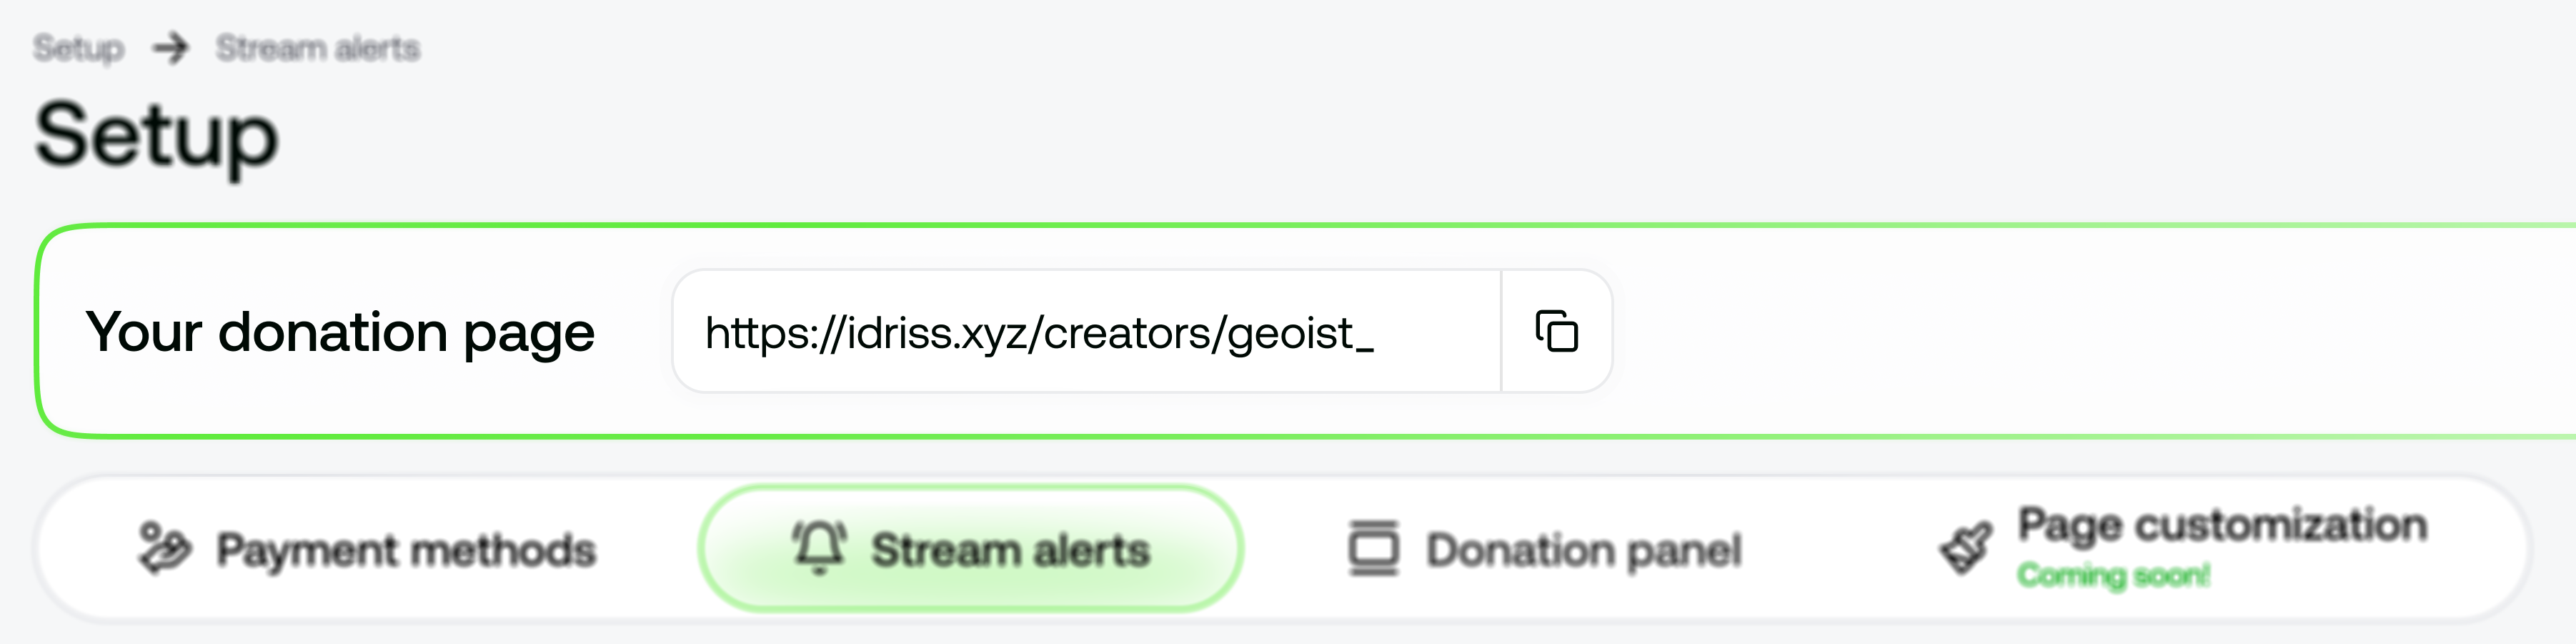 Setup → Stream alerts
Setup
Your donation page
https://idriss.xyz/creators/geoist_
Payment methods
Stream alerts
Donation panel
Page customization
Coming soon!